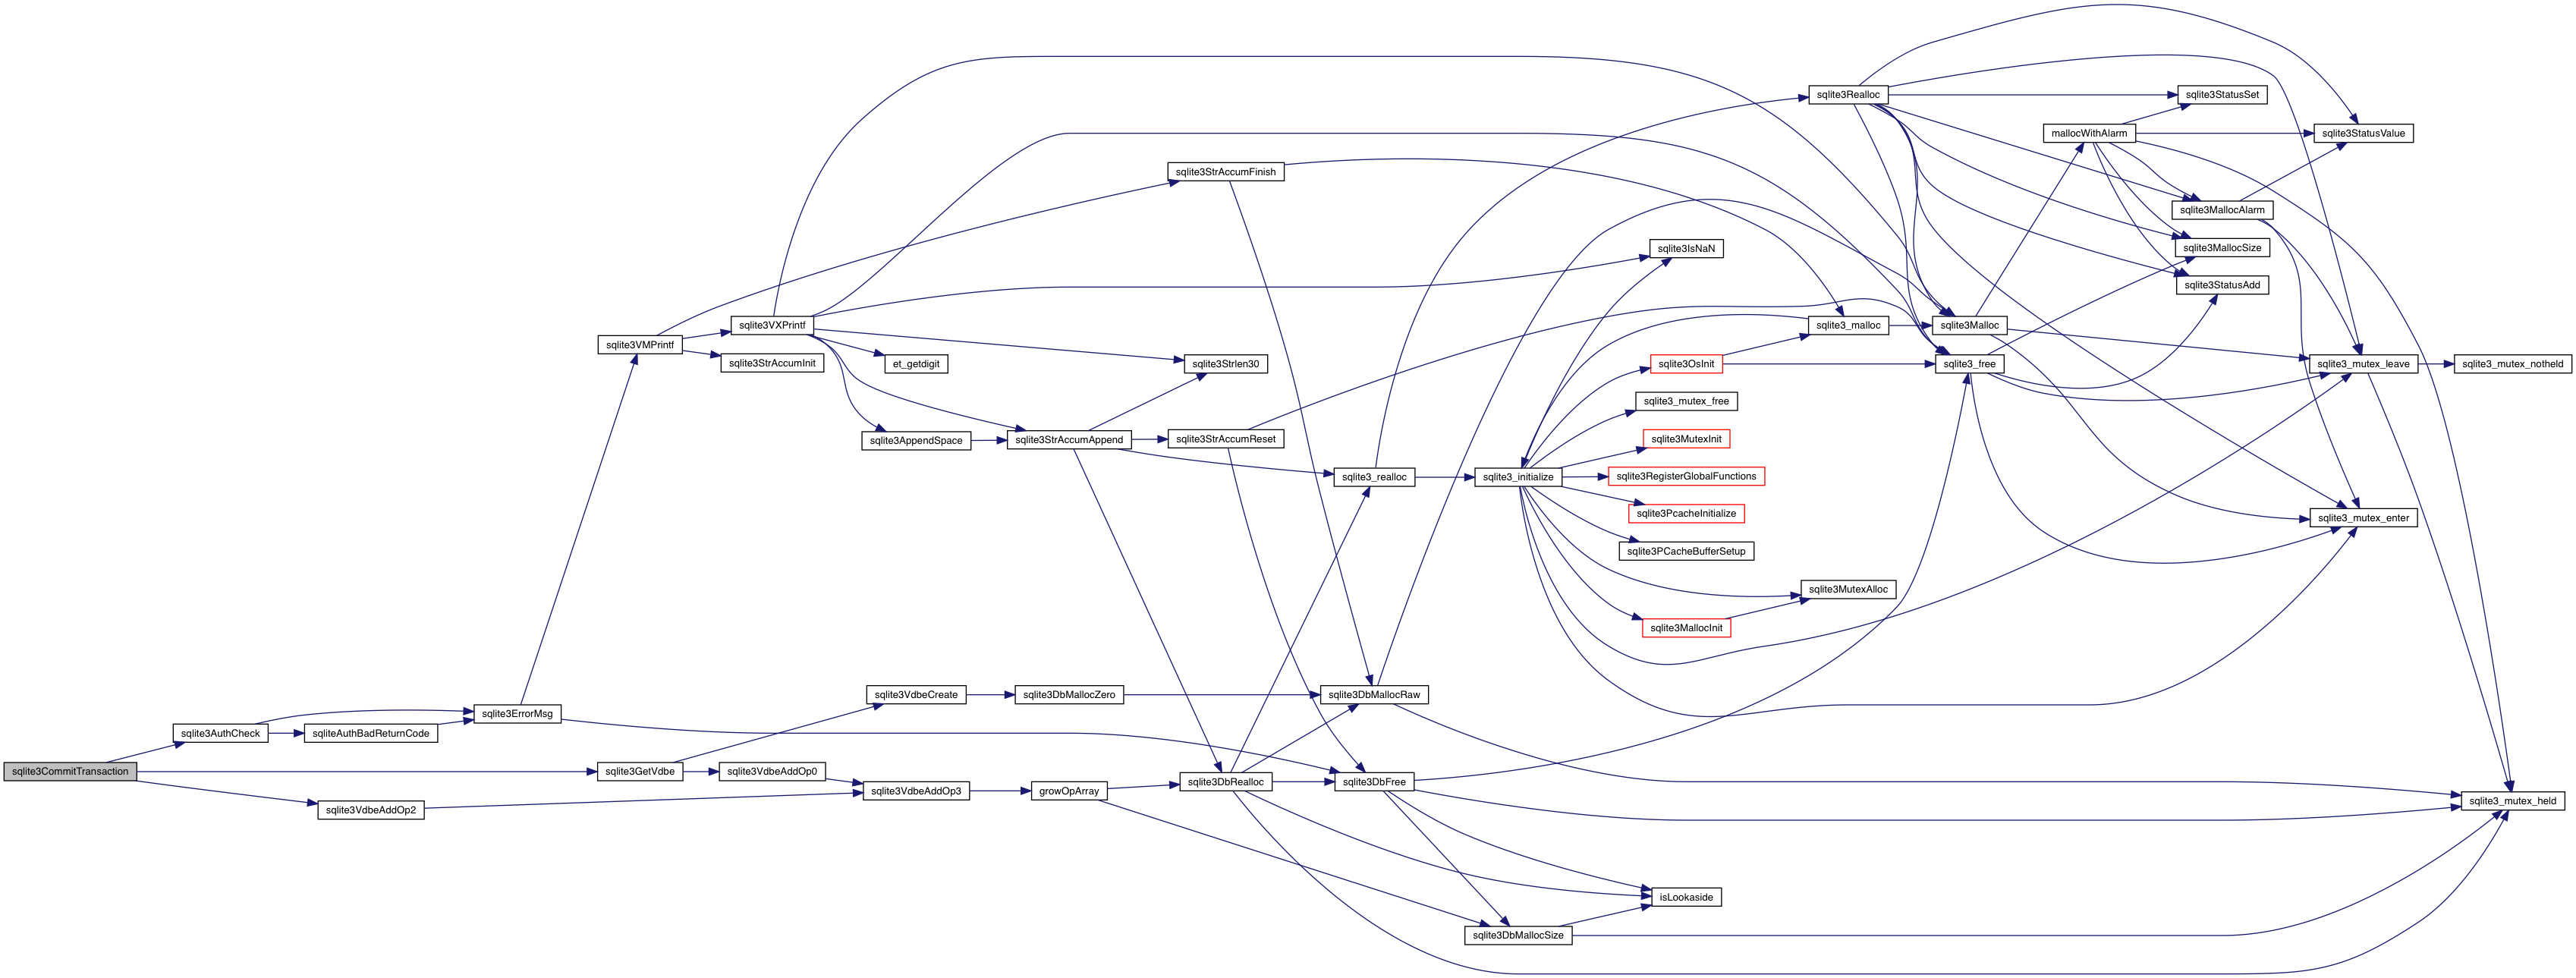 sqlite3CommitTransaction
sqlite3AuthCheck
sqliteAuthBadReturnCode
sqlite3ErrorMsg
sqlite3GetVdbe
sqlite3VdbeAddOp2
sqlite3VMPrintf
sqlite3VXPrintf
sqlite3StrAccumInit
et_getdigit
sqlite3AppendSpace
sqlite3StrAccumAppend
sqlite3StrAccumFinish
sqlite3Strlen30
sqlite3StrAccumReset
sqlite3VdbeCreate
sqlite3VdbeAddOp0
sqlite3VdbeAddOp3
sqlite3DbMallocZero
growOpArray
sqlite3DbRealloc
sqlite3_realloc
sqlite3DbMallocRaw
sqlite3DbFree
sqlite3DbMallocSize
sqlite3_initialize
sqlite3IsNaN
sqlite3OsInit
sqlite3_mutex_free
sqlite3MutexInit
sqlite3RegisterGlobalFunctions
sqlite3PcacheInitialize
sqlite3PCacheBufferSetup
sqlite3MutexAlloc
sqlite3MallocInit
isLookaside
sqlite3Realloc
sqlite3_malloc
sqlite3Malloc
sqlite3_free
mallocWithAlarm
sqlite3StatusSet
sqlite3StatusValue
sqlite3MallocAlarm
sqlite3MallocSize
sqlite3StatusAdd
sqlite3_mutex_leave
sqlite3_mutex_notheld
sqlite3_mutex_enter
sqlite3_mutex_held